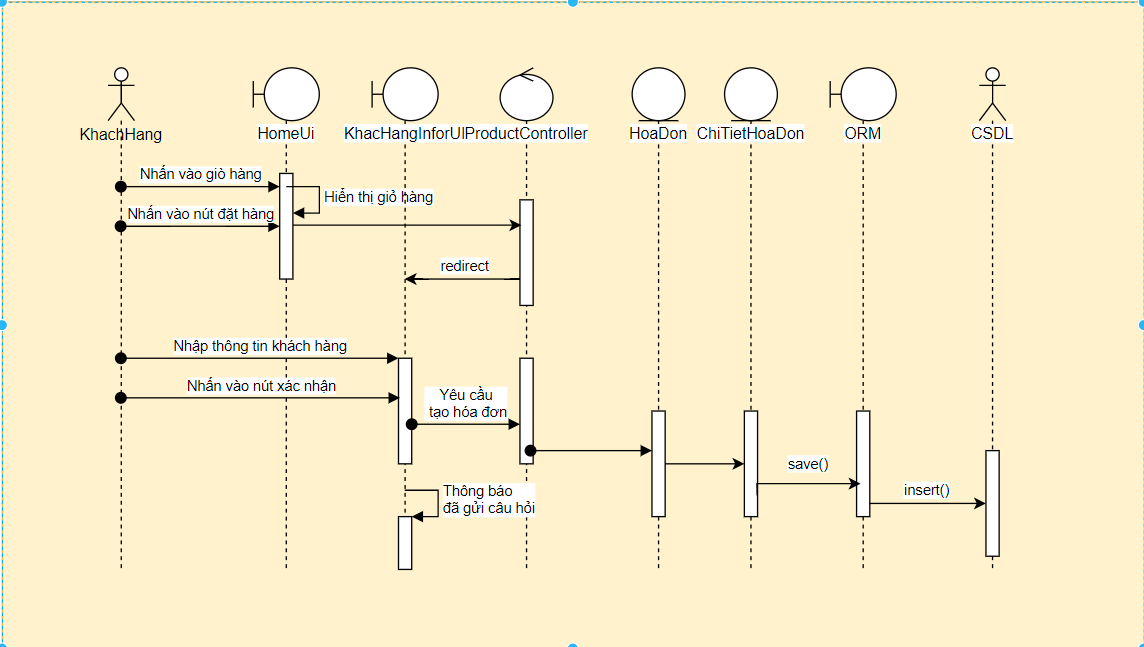 KhachHang
HomeUi
KhacHangInforUI
ProductController
HoaDon
ChiTietHoaDon
ORM
CSDL
Nhấn vào giò hàng
Hiển thị giỏ hàng
Nhấn vào nút đặt hàng
redirect
Nhập thông tin khách hàng
Nhấn vào nút xác nhận
Yêu cầu
tạo hóa đơn
save()
insert()
Thông báo
đã gửi câu hỏi